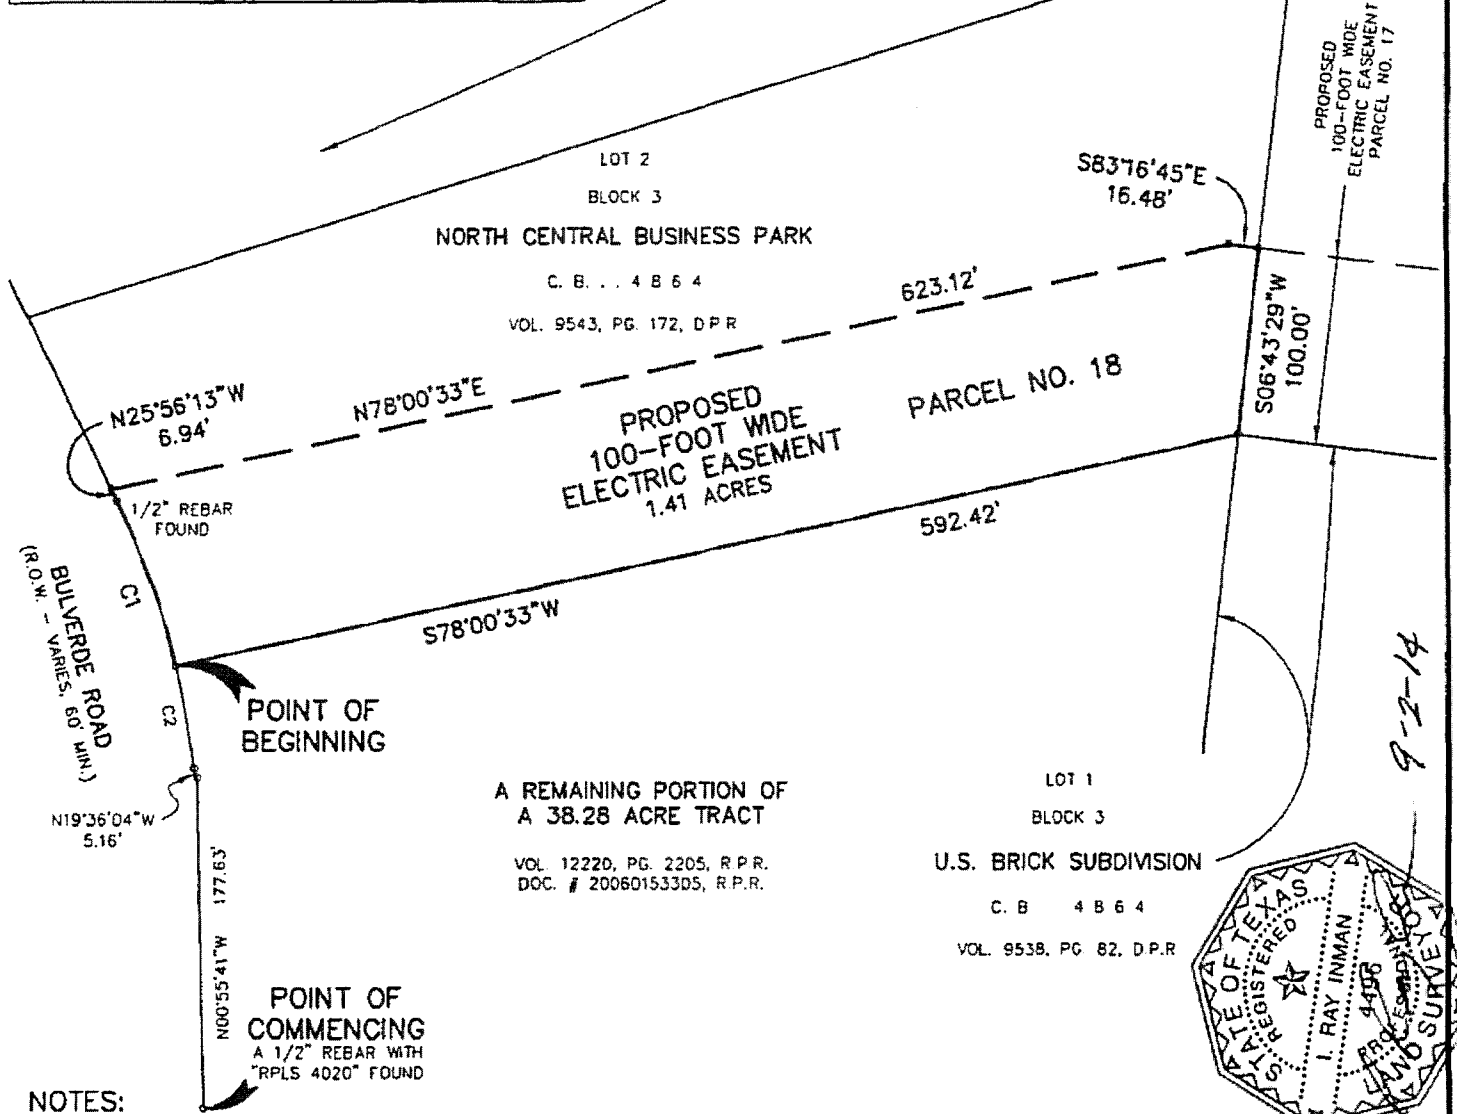 PROPOSED
100-FOOT WIDE
ELECTRIC EASEMENT
PARCEL NO. 17
LOT 2
BLOCK 3
NORTH CENTRAL BUSINESS PARK
C. B. . . 4 8 6 4
VOL. 9543, PG. 172, D P R
S83°16'45"E
16.48'
623.12'
N25°56'13"W
6.94'
N78°00'33"E
PROPOSED
100-FOOT WIDE
ELECTRIC EASEMENT
1.41 ACRES
PARCEL NO. 18
S06°43'29"W
100.00'
1/2" REBAR
FOUND
592.42'
S78°00'33"W
C1
BULVERDE ROAD
(R.O.W. - VARIES, 60' MIN.)
C2
POINT OF
BEGINNING
9-2-14
N19°36'04"W
5.16'
A REMAINING PORTION OF
A 38.28 ACRE TRACT
VOL. 12220, PG. 2205, R.P.R.
DOC. # 20060153305, R.P.R.
LOT 1
BLOCK 3
U.S. BRICK SUBDIVISION
C. B 4 8 6 4
VOL. 9538, PG 82, D.P.R
N00°55'41"W 177.63'
POINT OF
COMMENCING
A 1/2" REBAR WITH
"RPLS 4020" FOUND
STATE OF TEXAS
REGISTERED
I. RAY INMAN
LAND SURVEYOR
NOTES: